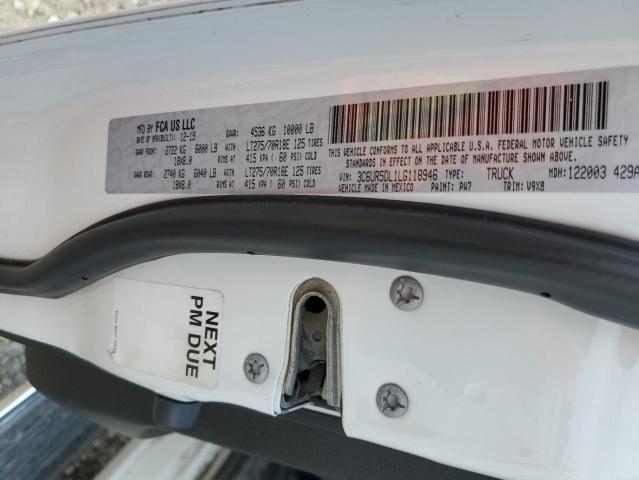 MFD BY FCA US LLC
DATE OF MFR(BUILT): 12-19 GVWR: 4536 KG 10000 LB
GAWR FRONT: 2722 KG 6000 LB WITH LT275/70R18E 125 TIRES
18X8.0 RIMS AT 415 KPA ( 60 PSI) COLD
GAWR REAR: 2740 KG 6040 LB WITH LT275/70R18E 125 TIRES
18X8.0 RIMS AT 415 KPA ( 60 PSI) COLD
THIS VEHICLE CONFORMS TO ALL APPLICABLE U.S.A. FEDERAL MOTOR VEHICLE SAFETY
STANDARDS IN EFFECT ON THE DATE OF MANUFACTURE SHOWN ABOVE.
VIN: 3C6UR5DL1LG118946 TYPE: TRUCK MDH: 122003 429A
VEHICLE MADE IN MEXICO PAINT: PW7 TRIM: V9X8
NEXT
PM DUE